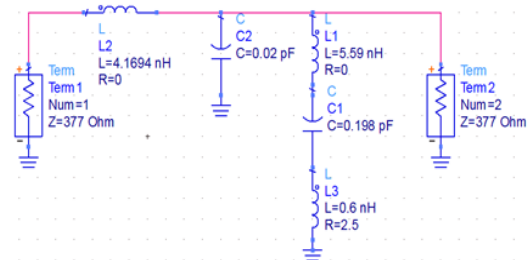 L
L2
L=4.1694 nH
R=0
C
C2
C=0.02 pF
L
L1
L=5.59 nH
R=0
+
Term
Term1
Num=1
Z=377 Ohm
-
C
C1
C=0.198 pF
+
Term
Term2
Num=2
Z=377 Ohm
-
L
L3
L=0.6 nH
R=2.5